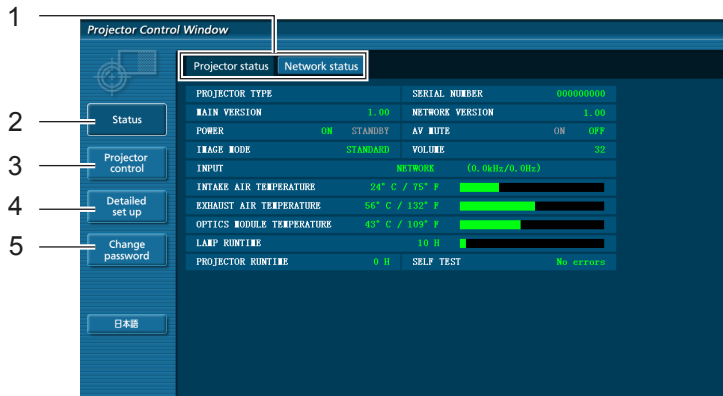 1
Projector Control Window
Projector status Network status
PROJECTOR TYPE SERIAL NUMBER 000000000
MAIN VERSION 1.00 NETWORK VERSION 1.00
2 Status
POWER ON STANDBY AV MUTE ON OFF
IMAGE MODE STANDARD VOLUME 32
3 Projector control
INPUT NETWORK (0.0kHz/0.0Hz)
INTAKE AIR TEMPERATURE 24° C / 75° F
4 Detailed set up
EXHAUST AIR TEMPERATURE 56° C / 132° F
OPTICS MODULE TEMPERATURE 43° C / 109° F
5 Change password
LAMP RUNTIME 10 H
PROJECTOR RUNTIME 0 H SELF TEST No errors
日本語